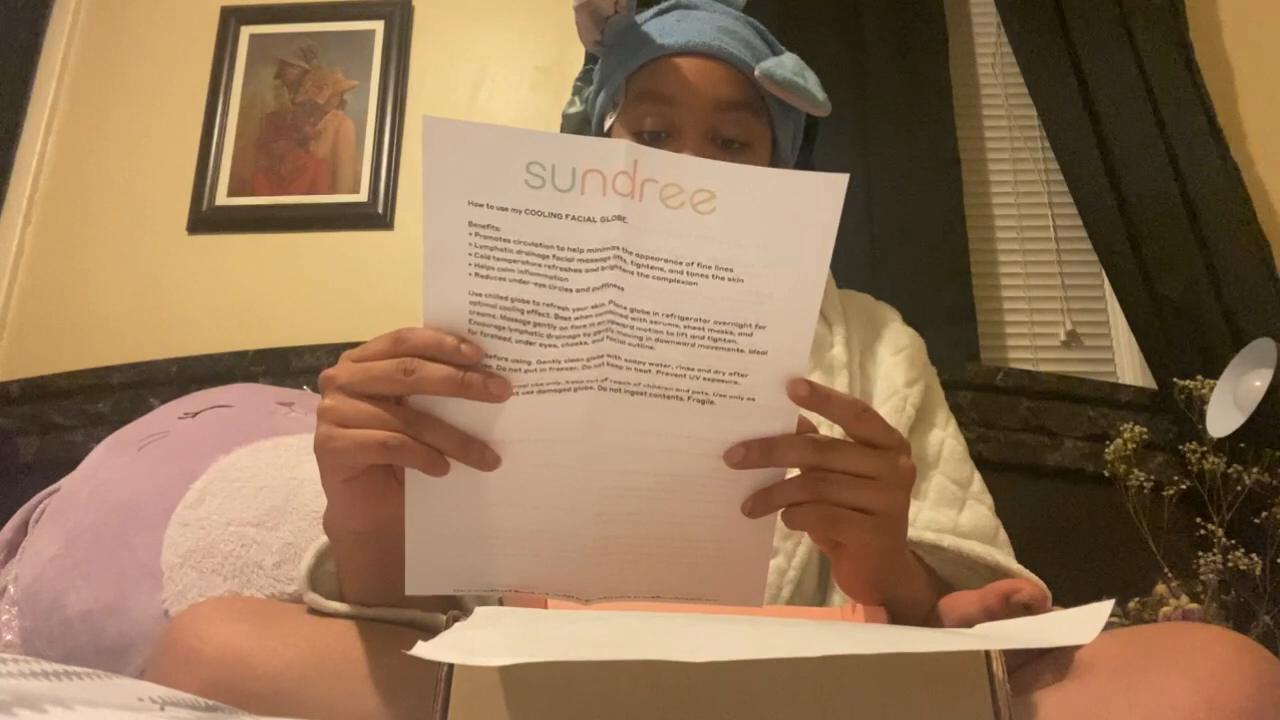 sundree
How to use my COOLING FACIAL GLOBE.
Benefits:
• Promotes circulation to help minimize the appearance of fine lines
• Lymphatic drainage facial massage lifts, tightens, and tones the skin
• Cold temperature refreshes and brightens the complexion
• Helps calm inflammation
• Reduces under-eye circles and puffiness
Use chilled globe to refresh your skin. Place globe in refrigerator overnight for
optimal cooling effect. Best when combined with serums, sheet masks, and
creams. Massage gently on face in an upward motion to lift and tighten.
Encourage lymphatic drainage by gently moving in downward movements. Ideal
for forehead, under eyes, cheeks, and facial outline.
before using. Gently clean globe with soapy water, rinse and dry after
Do not put in freezer. Do not keep in heat. Prevent UV exposure.
use only. Keep out of reach of children and pets. Use only as
use damaged globe. Do not ingest contents. Fragile.